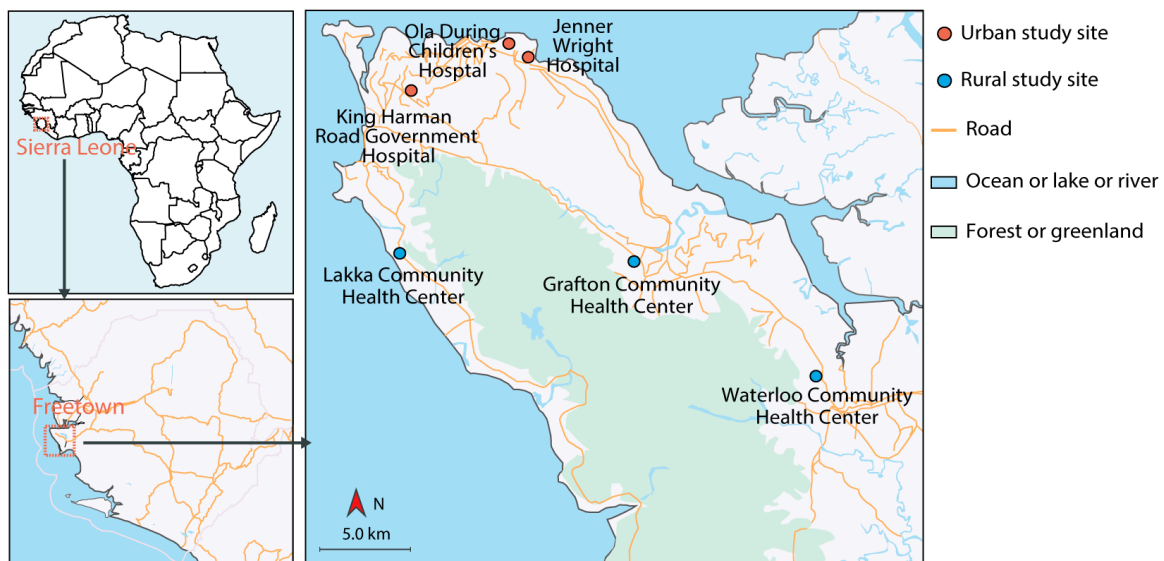 Sierra Leone
Freetown
Ola During
Children's
Hosptal
Jenner
Wright
Hospital
King Harman
Road Government
Hospital
Lakka Community
Health Center
Grafton Community
Health Center
Waterloo Community
Health Center
N
5.0 km
Urban study site
Rural study site
Road
Ocean or lake or river
Forest or greenland